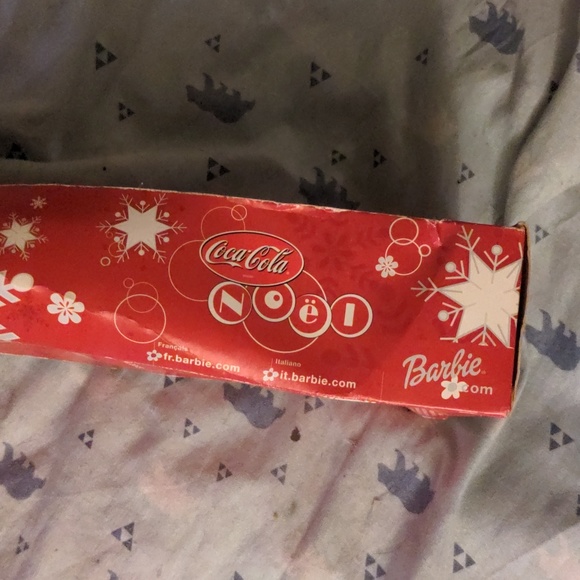 Coca-Cola
Noël
Français
fr.barbie.com
Italiano
it.barbie.com
Barbie
.com